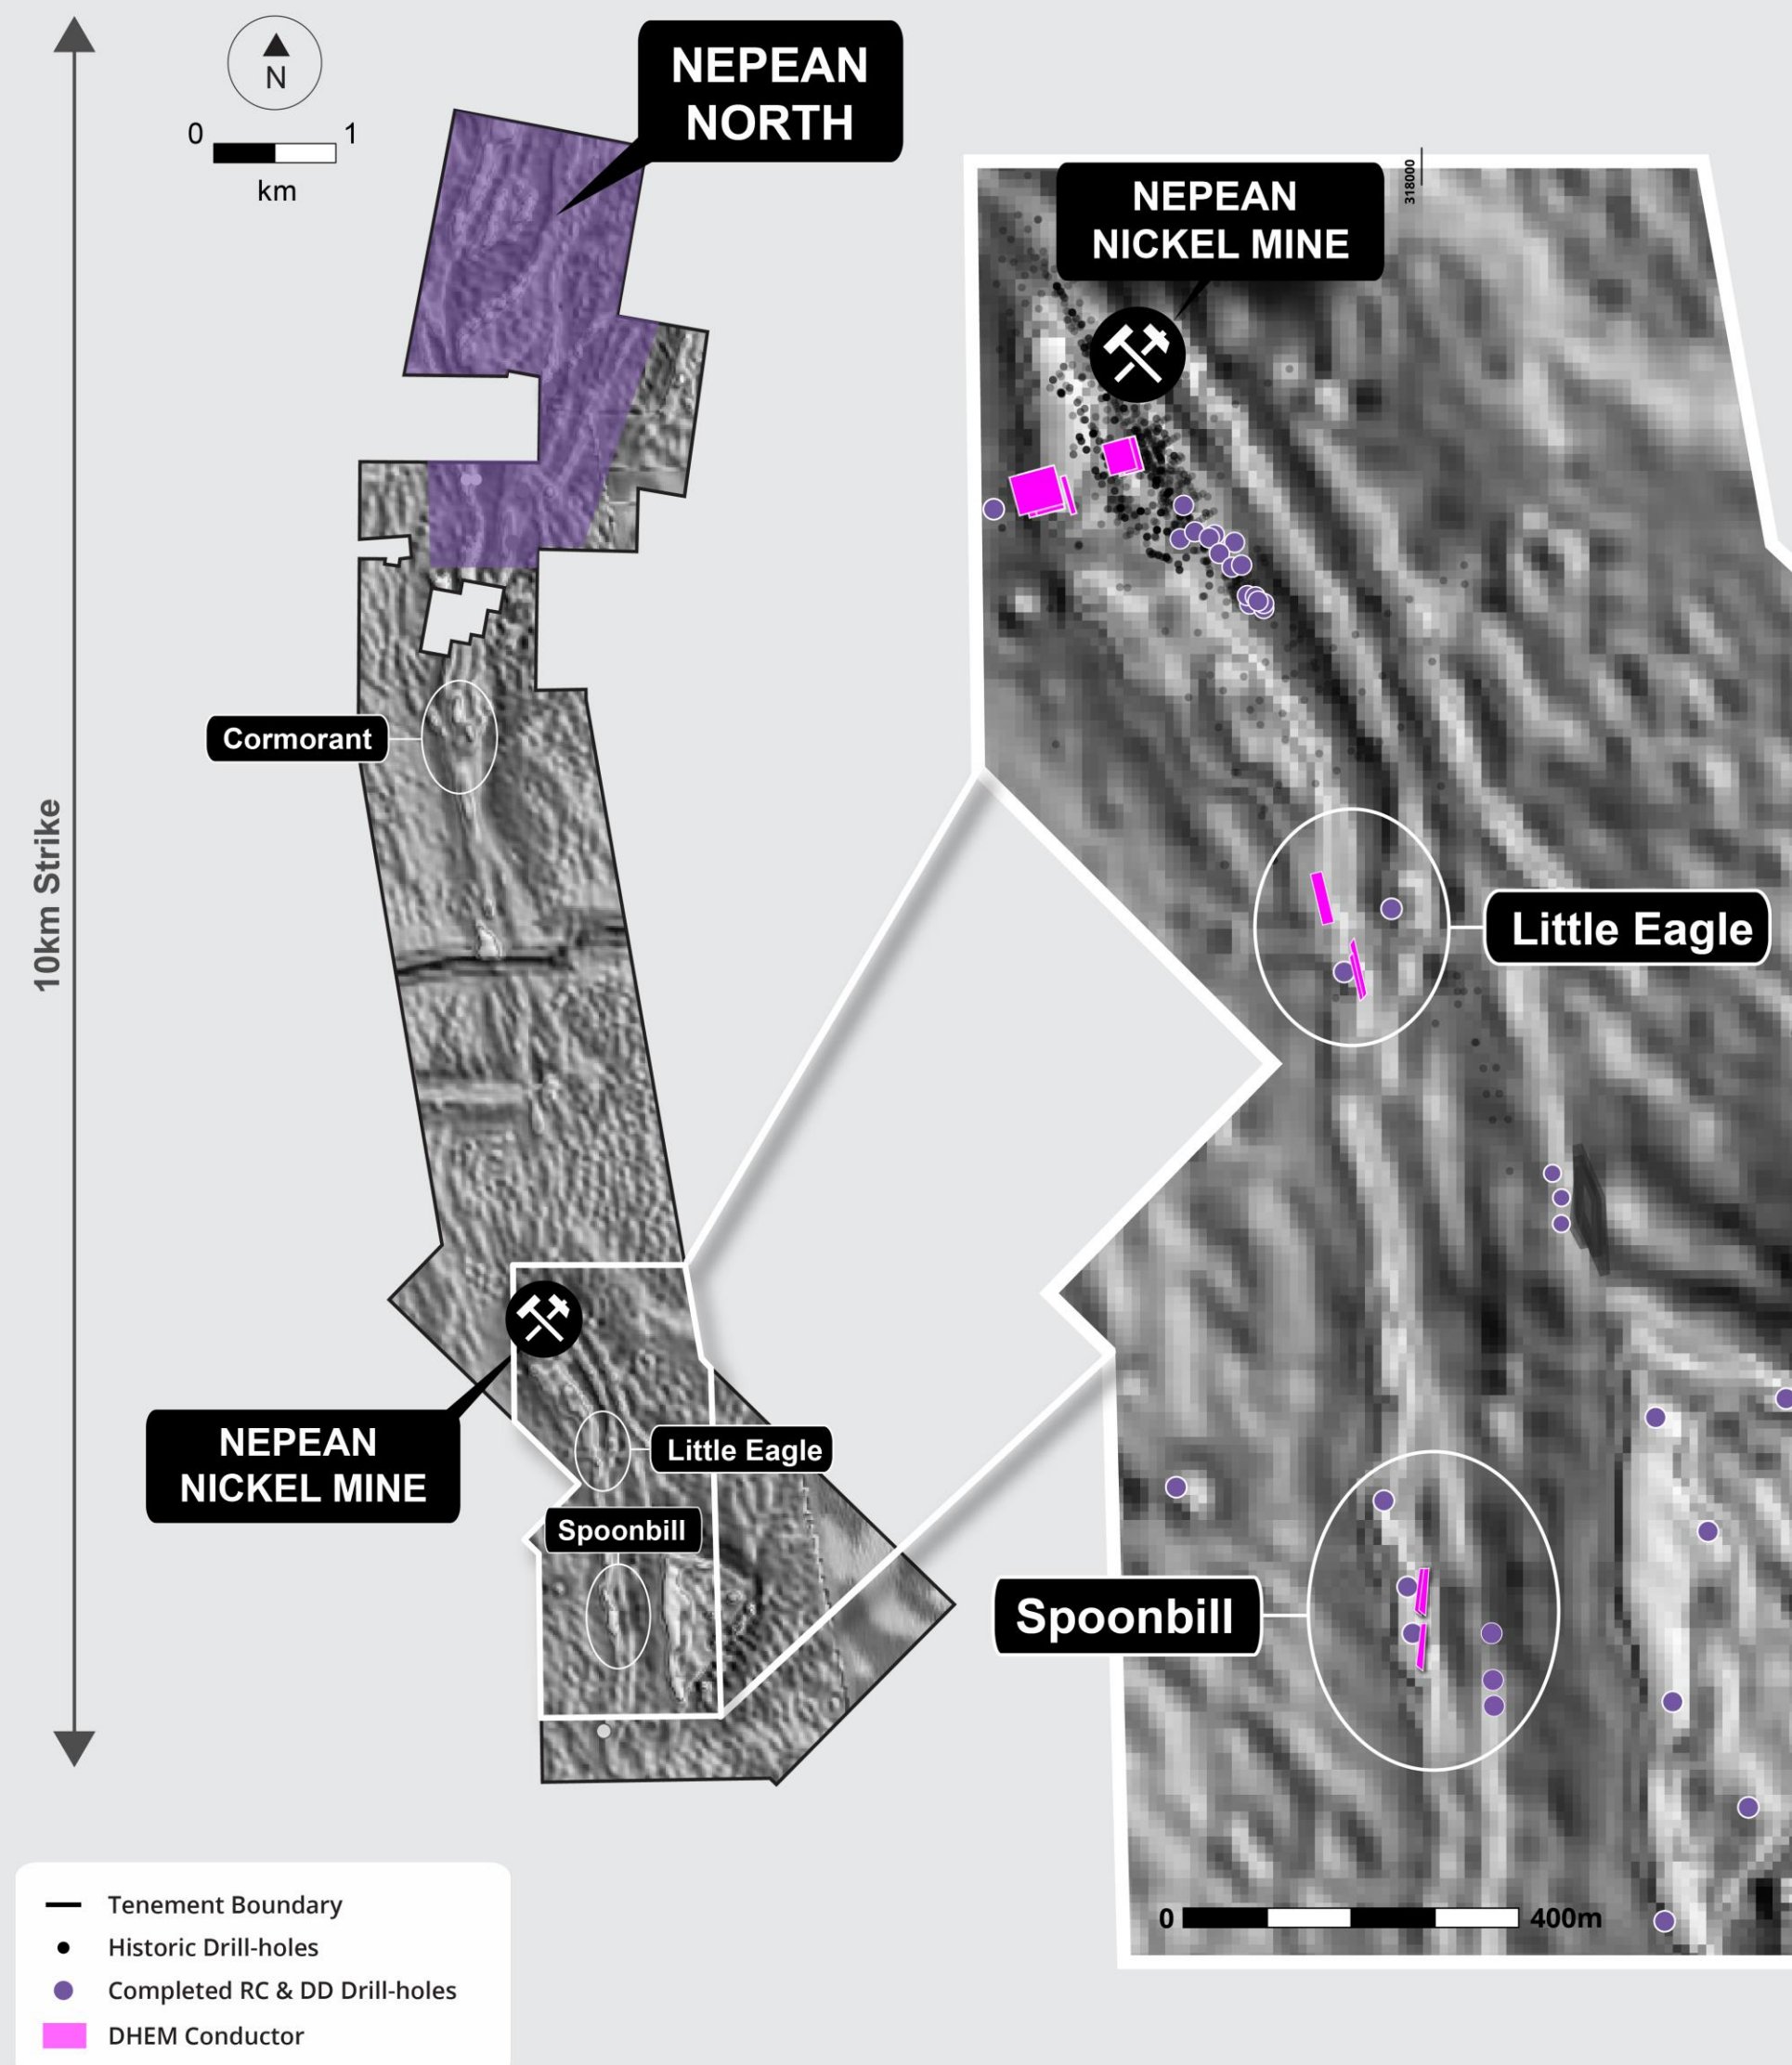 N
0 1
km
NEPEAN
NORTH
10km Strike
Cormorant
NEPEAN
NICKEL MINE
Little Eagle
Spoonbill
318000
NEPEAN
NICKEL MINE
Little Eagle
Spoonbill
0 400m
Tenement Boundary
Historic Drill-holes
Completed RC & DD Drill-holes
DHEM Conductor